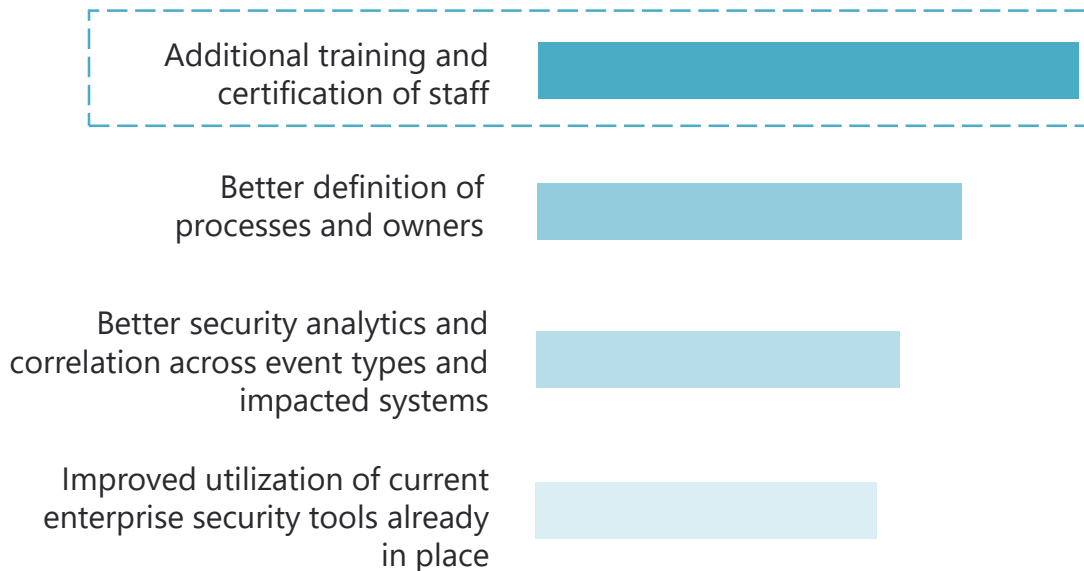 Additional training and
certification of staff
Better definition of
processes and owners
Better security analytics and
correlation across event types and
impacted systems
Improved utilization of current
enterprise security tools already
in place